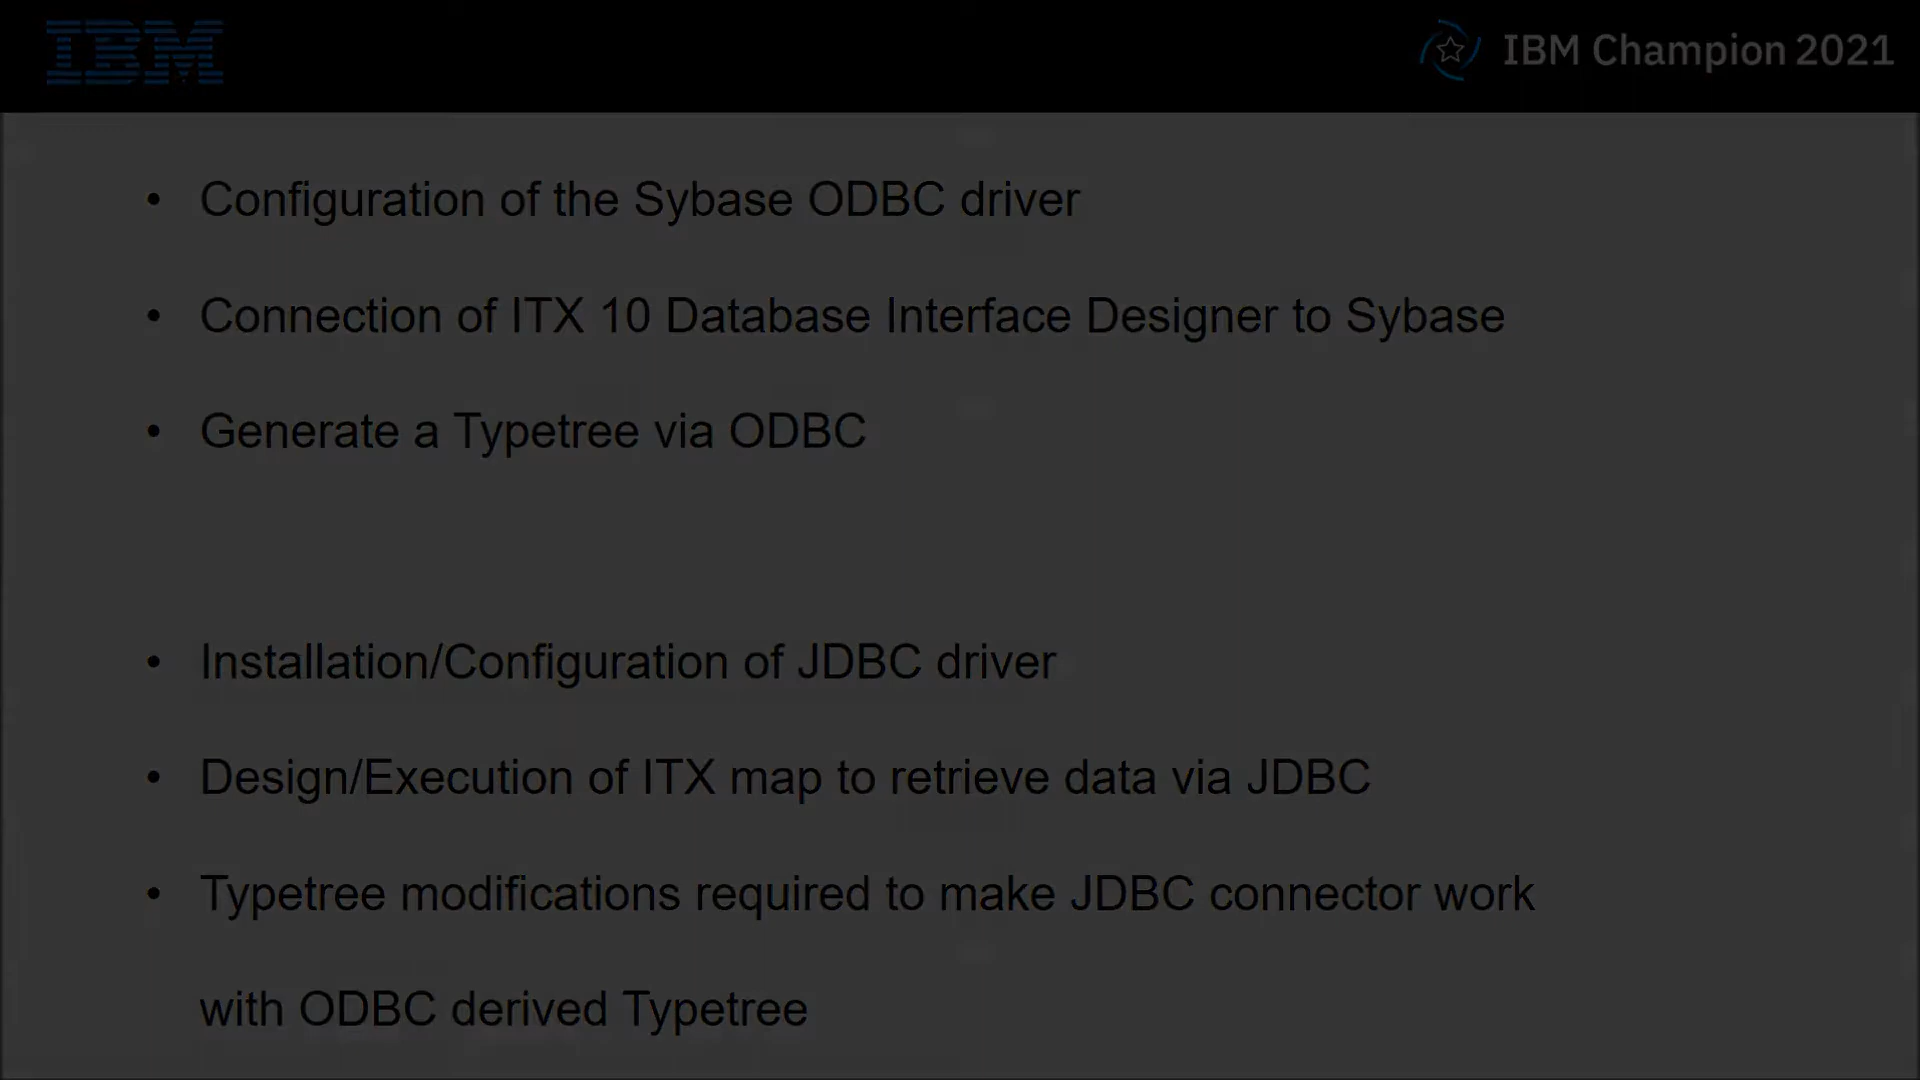 IBM
IBM Champion 2021
• Configuration of the Sybase ODBC driver
• Connection of ITX 10 Database Interface Designer to Sybase
• Generate a Typetree via ODBC
• Installation/Configuration of JDBC driver
• Design/Execution of ITX map to retrieve data via JDBC
• Typetree modifications required to make JDBC connector work
with ODBC derived Typetree